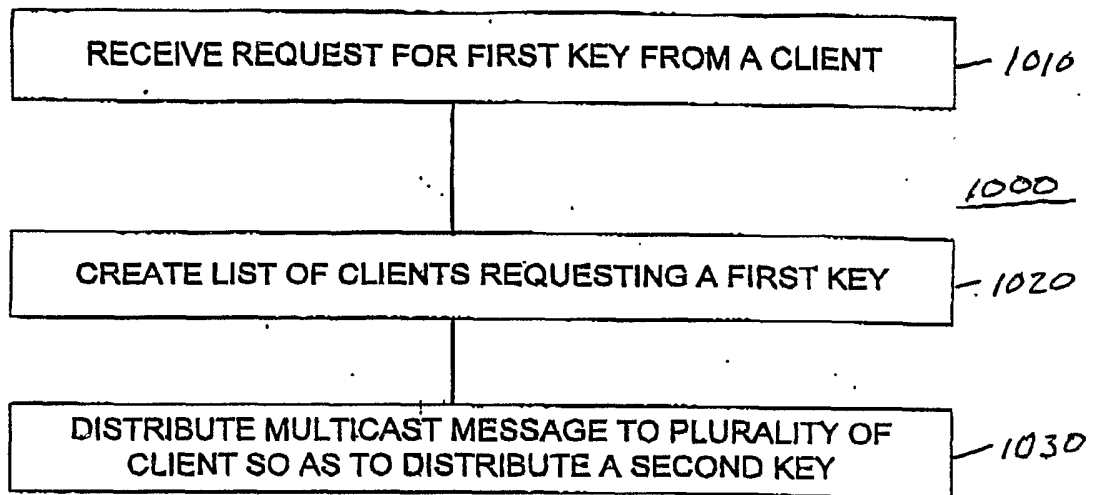 RECEIVE REQUEST FOR FIRST KEY FROM A CLIENT
1010
1000
CREATE LIST OF CLIENTS REQUESTING A FIRST KEY
1020
DISTRIBUTE MULTICAST MESSAGE TO PLURALITY OF
CLIENT SO AS TO DISTRIBUTE A SECOND KEY
1030